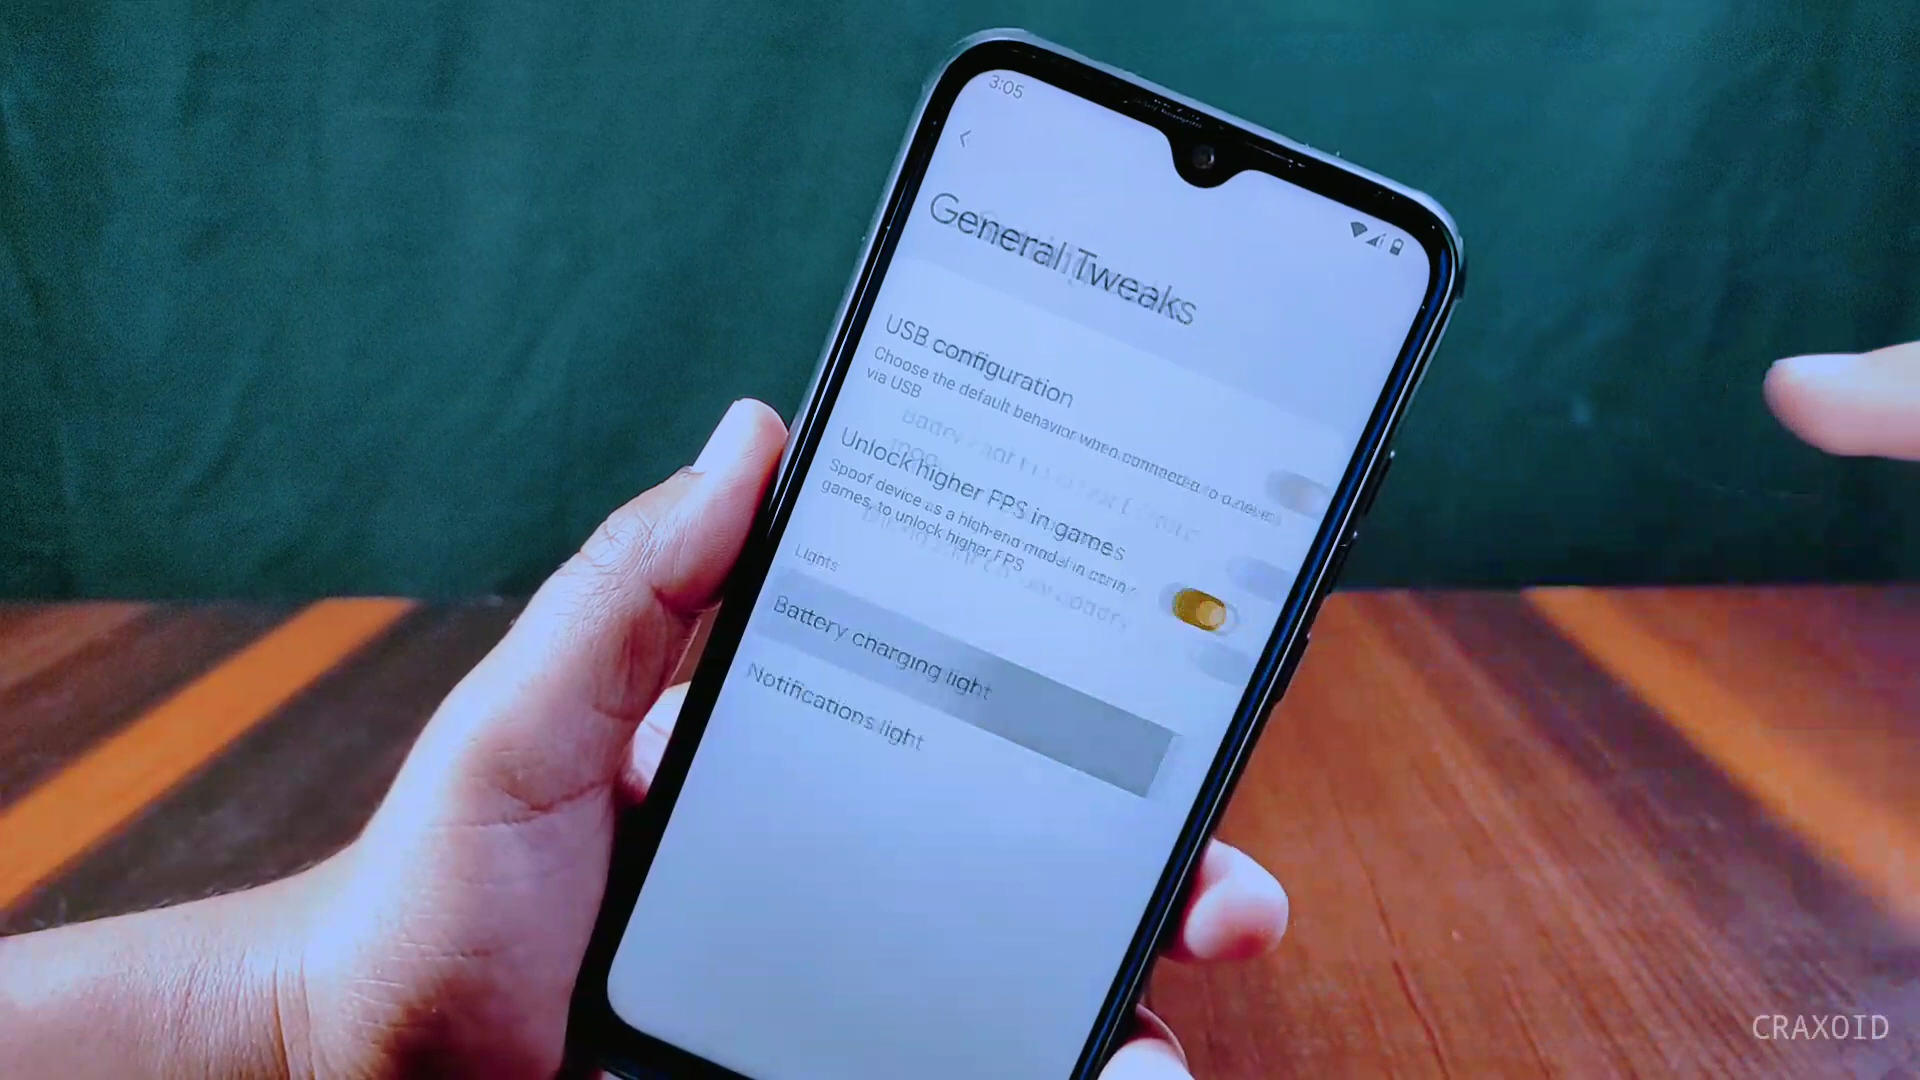 3:05
General Tweaks
USB configuration
Choose the default behavior when connected to a device
via USB
Unlock higher FPS in games
Spoof device as a high-end model in certain
games, to unlock higher FPS
Lights
Battery charging light
Notifications light
CRAXOID